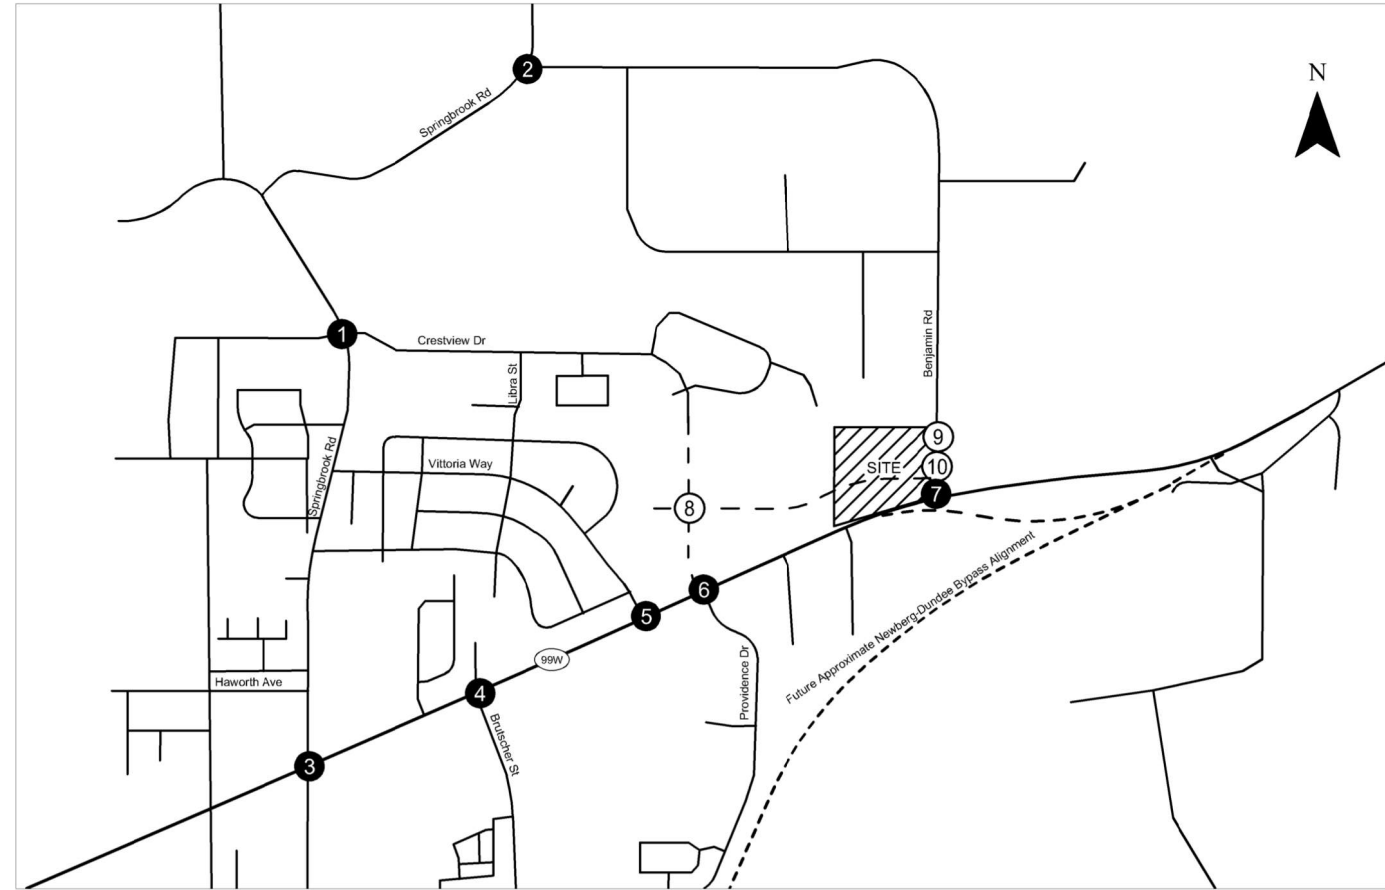 N
2
Springbrook Rd
1
Crestview Dr
Libra St
Benjamin Rd
9
SITE
10
7
Springbrook Rd
Vittoria Way
8
Future Approximate Newberg-Dundee Bypass Alignment
6
5
99W
Haworth Ave
4
Providence Dr
Brutscher St
3